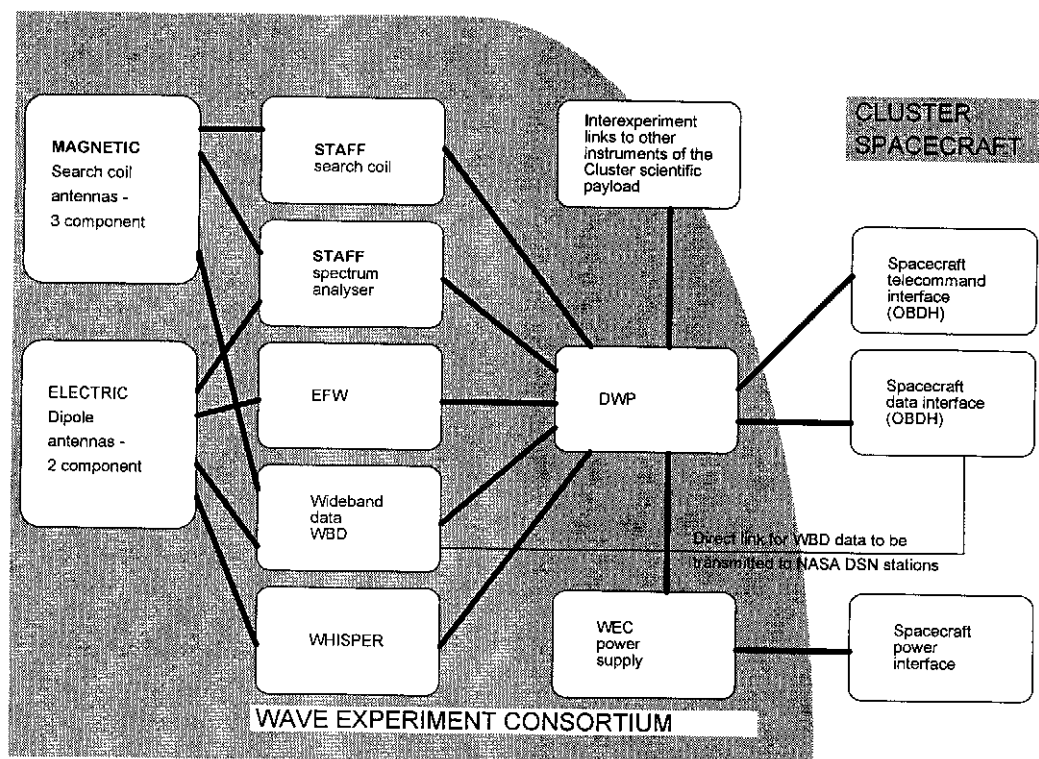 MAGNETIC
Search coil
antennas -
3 component
STAFF
search coil
Interexperiment
links to other
instruments of the
Cluster scientific
payload
CLUSTER
SPACECRAFT
STAFF
spectrum
analyser
Spacecraft
telecommand
interface
(OBDH)
ELECTRIC
Dipole
antennas -
2 component
EFW
DWP
Spacecraft
data interface
(OBDH)
Wideband
data
WBD
Direct link for WBD data to be
transmitted to NASA DSN stations
WHISPER
WEC
power
supply
Spacecraft
power
interface
WAVE EXPERIMENT CONSORTIUM